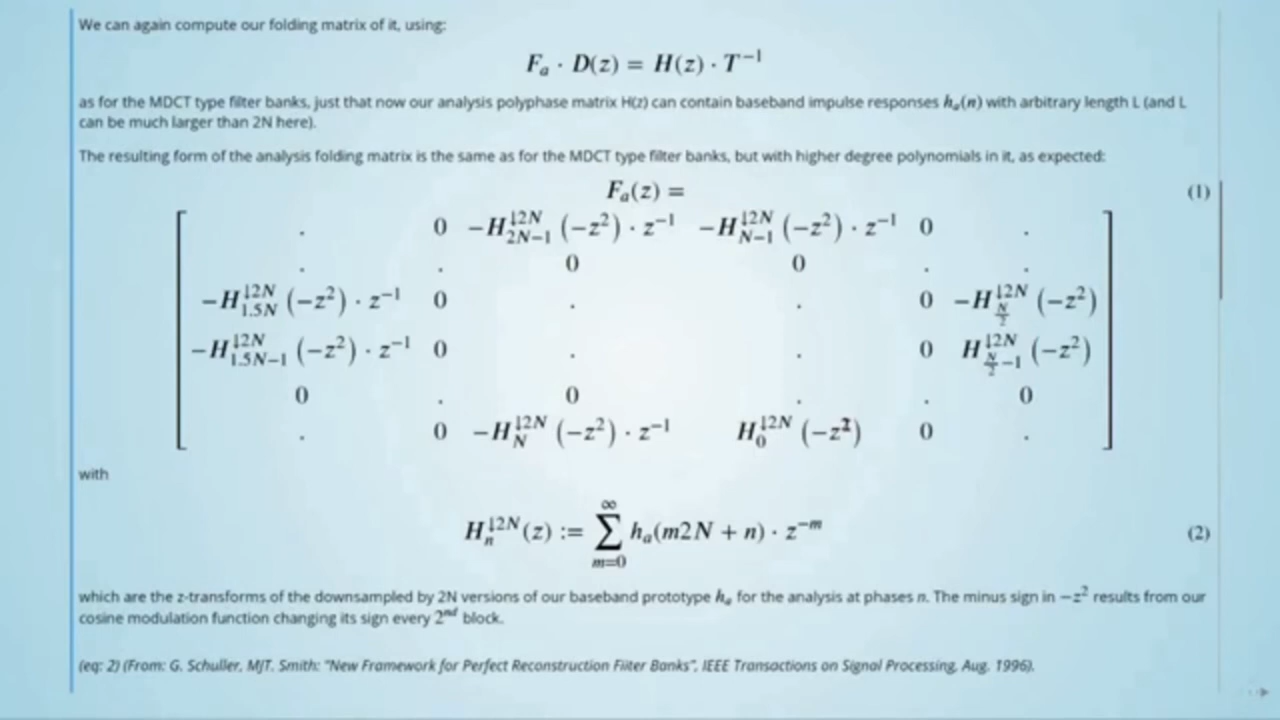 We can again compute our folding matrix of it, using:
F_a · D(z) = H(z) · T^{-1}
as for the MDCT type filter banks, just that now our analysis polyphase matrix H(z) can contain baseband impulse responses h_a(n) with arbitrary length L (and L
can be much larger than 2N here).
The resulting form of the analysis folding matrix is the same as for the MDCT type filter banks, but with higher degree polynomials in it, as expected:
F_a(z) = (1)
. 0 −H_{2N−1}^{↓2N} (−z^2) · z^{−1} −H_{N−1}^{↓2N} (−z^2) · z^{−1} 0 .
. . 0 0 . .
−H_{1.5N}^{↓2N} (−z^2) · z^{−1} 0 . . 0 −H_{N/2}^{↓2N} (−z^2)
−H_{1.5N−1}^{↓2N} (−z^2) · z^{−1} 0 . . 0 H_{N/2−1}^{↓2N} (−z^2)
0 . 0 . . 0
. 0 −H_N^{↓2N} (−z^2) · z^{−1} H_0^{↓2N} (−z^2) 0 .
with
H_n^{↓2N}(z) := ∑_{m=0}^{∞} h_a(m2N + n) · z^{−m} (2)
which are the z-transforms of the downsampled by 2N versions of our baseband prototype h_a for the analysis at phases n. The minus sign in −z^2 results from our
cosine modulation function changing its sign every 2^{nd} block.
(eq: 2) (From: G. Schuller, MJT. Smith: "New Framework for Perfect Reconstruction Filter Banks", IEEE Transactions on Signal Processing, Aug. 1996).